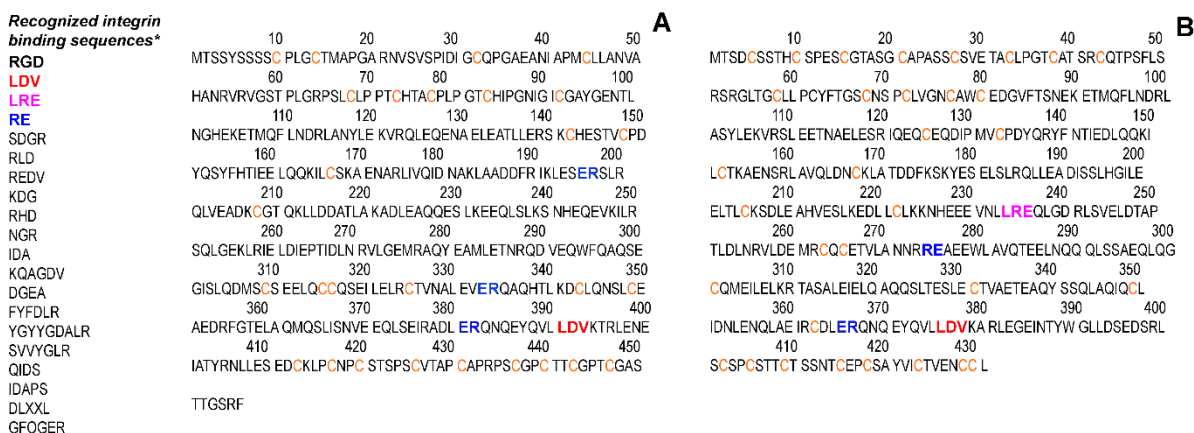 Recognized integrin
binding sequences*
RGD
LDV
LRE
RE
SDGR
RLD
REDV
KDG
RHD
NGR
IDA
KQAGDV
DGEA
FYFDLR
YGYYGDALR
SVVYGLR
QIDS
IDAPS
DLXXL
GFOGER
A
10 20 30 40 50
MTSSYSSSSC PLGCTMAPGA RNVSVSPIDIG CQPGAEANI APMCLLANVA
60 70 80 90 100
HANRVRVGST PLGRPSLCLP PTCHTACPLP GTCHIPGNIG ICGAYGENTL
110 120 130 140 150
NGHEKETMQF LNDRLANYLE KVRQLEQENA ELEATLLERS KCHESTVCPD
160 170 180 190 200
YQSYFHTIEE LQQKILCSKA ENARLIVQID NAKLAADDFR IKLESERSLR
210 220 230 240 250
QLVEADKCGT QKLLDDATLA KADLEAQQES LKEEQLSLKS NHEQEVKILR
260 270 280 290 300
SQLGEKLRIE LDIEPTIDLN RVLGEMRAQY EAMLETNRQD VEQWFQAQSE
310 320 330 340 350
GISLQDMSCS EELQCCQSEI LELRCTVNAL EVERQAQHTL KDCLQNSLCE
360 370 380 390 400
AEDRFGTELA QMQSLISNVE EQLSEIRADL ERQNQEYQVL LDVKTRLENE
410 420 430 440 450
IATYRNLLES EDCKLPCNPC STSPSCVTAP CAPRPSCGPC TTCGPTCGAS
TTGSRF
B
10 20 30 40 50
MTSDCSSTHC SPESCGTASG CAPASSCSVE TACLPGTCAT SRCQTPSFLS
60 70 80 90 100
RSRGLTGCLL PCYFTGSCNS PCLVGNCAWC EDGVFTSNEK ETMQFLNDRL
110 120 130 140 150
ASYLEKVRSL EETNAELESR IQEQCEQDIP MVCPDYQRYF NTIEDLQQKI
160 170 180 190 200
LCTKAENSRL AVQLDNCKLA TDDFKSKYES ELSLRQLLEA DISSLHGILE
210 220 230 240 250
ELTLCKSDLE AHVESLKEDL LCLKKNHEEE VNLLREQLGD RLSVELDTAP
260 270 280 290 300
TLDLNRVLDE MRCQCETVLA NNRREAEEWL AVQTEELNQQ QLSSAEQLQG
310 320 330 340 350
CQMEILELKR TASALEIELQ AQQSLTESLE CTVAETEAQY SSQLAQIQCL
360 370 380 390 400
IDNLENQLAE IRCDLERQNQ EYQVLLDVKA RLEGEINTYW GLLDSEDSRL
410 420 430
SCSPCSTTCT SSNTCEPCSA YVICTVENCC L